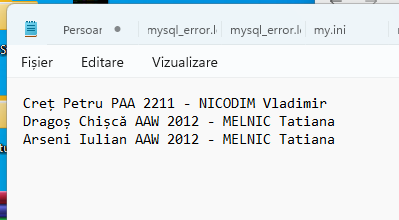 Persoar
mysql_error.l
mysql_error.l
my.ini
Fișier Editare Vizualizare
Creț Petru PAA 2211 - NICODIM Vladimir
Dragoș Chișcă AAW 2012 - MELNIC Tatiana
Arseni Iulian AAW 2012 - MELNIC Tatiana